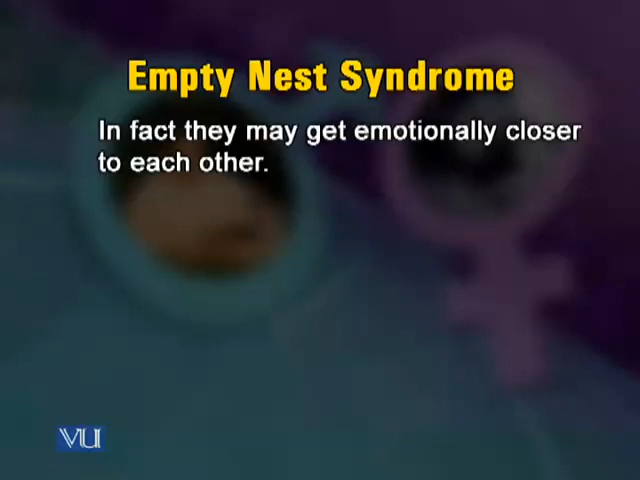 Empty Nest Syndrome
In fact they may get emotionally closer
to each other.
VU